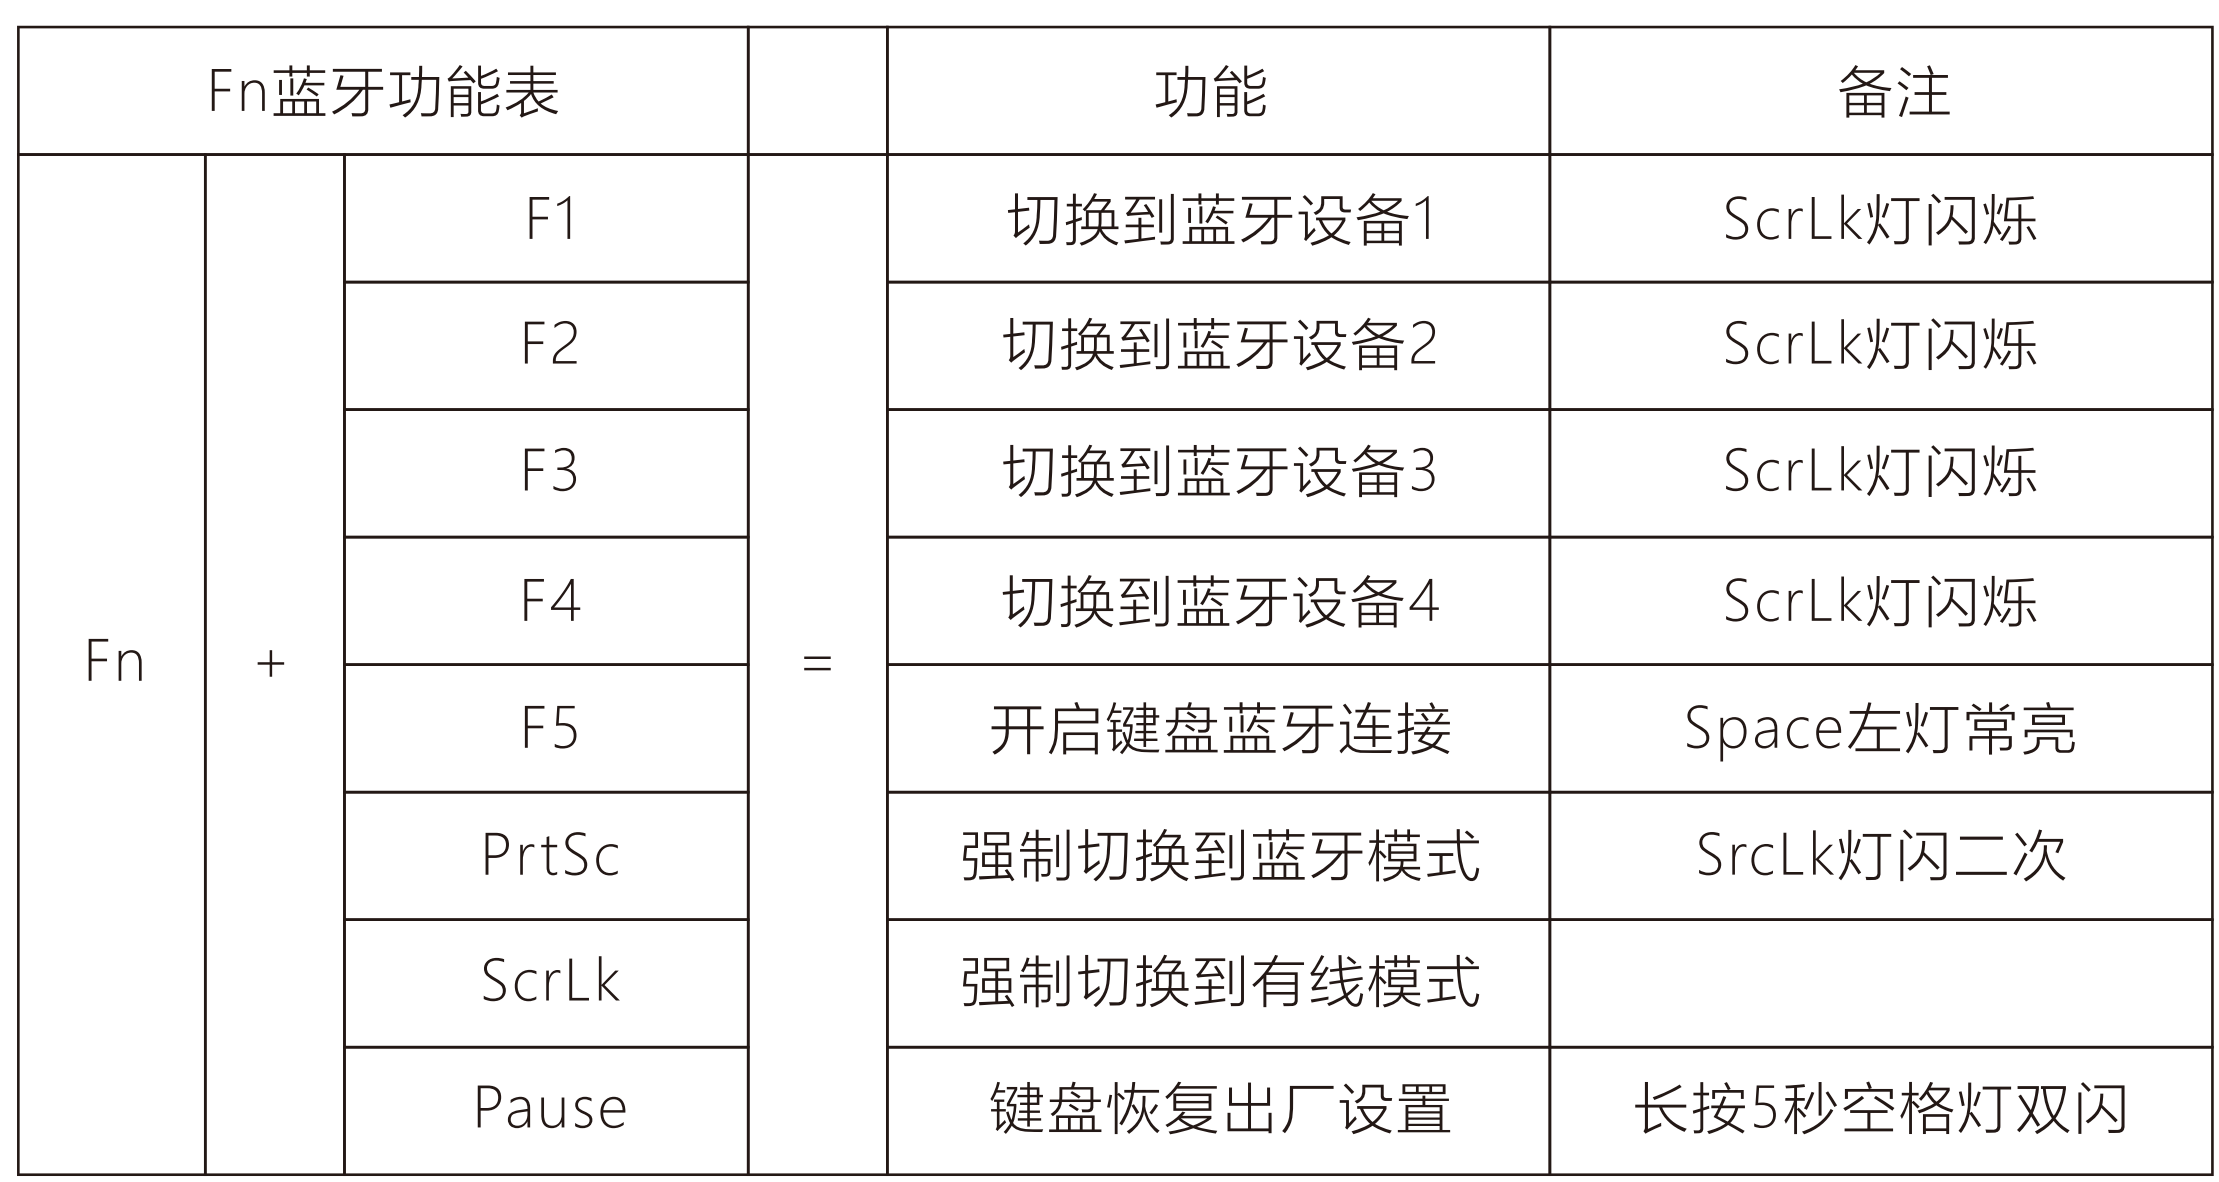 Fn蓝牙功能表 功能 备注
F1 切换到蓝牙设备1 ScrLk灯闪烁
F2 切换到蓝牙设备2 ScrLk灯闪烁
F3 切换到蓝牙设备3 ScrLk灯闪烁
F4 切换到蓝牙设备4 ScrLk灯闪烁
Fn + =
F5 开启键盘蓝牙连接 Space左灯常亮
PrtSc 强制切换到蓝牙模式 SrcLk灯闪二次
ScrLk 强制切换到有线模式
Pause 键盘恢复出厂设置 长按5秒空格灯双闪